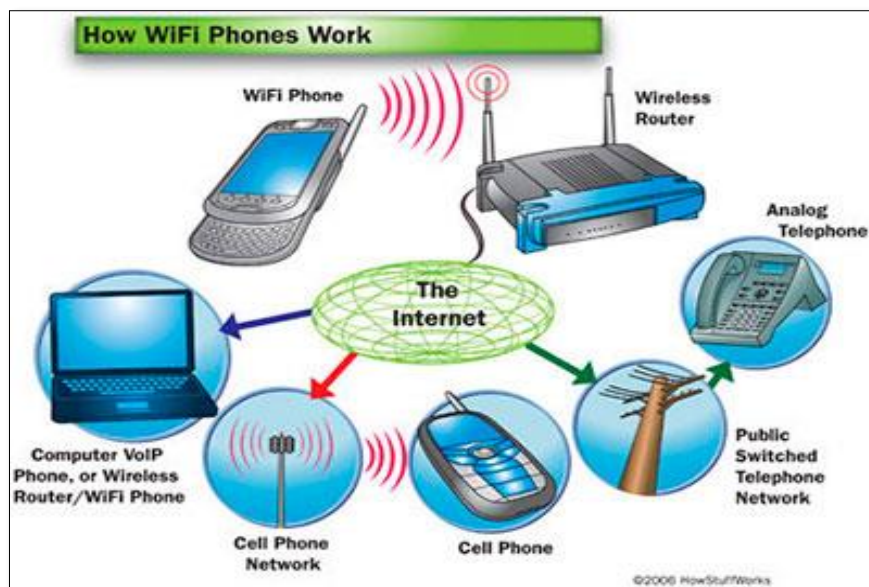 How WiFi Phones Work
WiFi Phone
Wireless
Router
Analog
Telephone
The
Internet
Computer VoIP
Phone, or Wireless
Router/WiFi Phone
Cell Phone
Network
Cell Phone
Public
Switched
Telephone
Network
©2006 HowStuffWorks